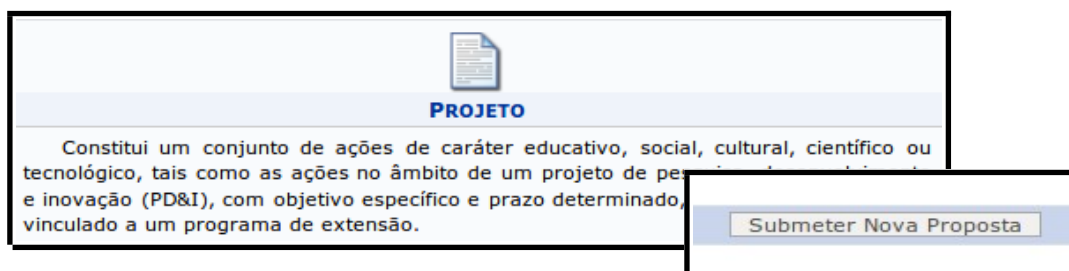 PROJETO
Constitui um conjunto de ações de caráter educativo, social, cultural, científico ou
tecnológico, tais como as ações no âmbito de um projeto de
e inovação (PD&I), com objetivo específico e prazo determinado,
vinculado a um programa de extensão.
Submeter Nova Proposta